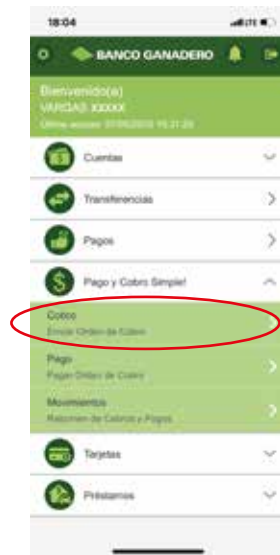 18:04
LTE
BANCO GANADERO
Bienvenido(a)
VARGAS XXXXX
Cuentas
Transferencias
Pagos
Pago y Cobro Simple!
Cobro
Enviar Orden de Cobro
Pago
Pagar Orden de Cobro
Movimientos
Resumen de Cobros y Pagos
Tarjetas
Préstamos